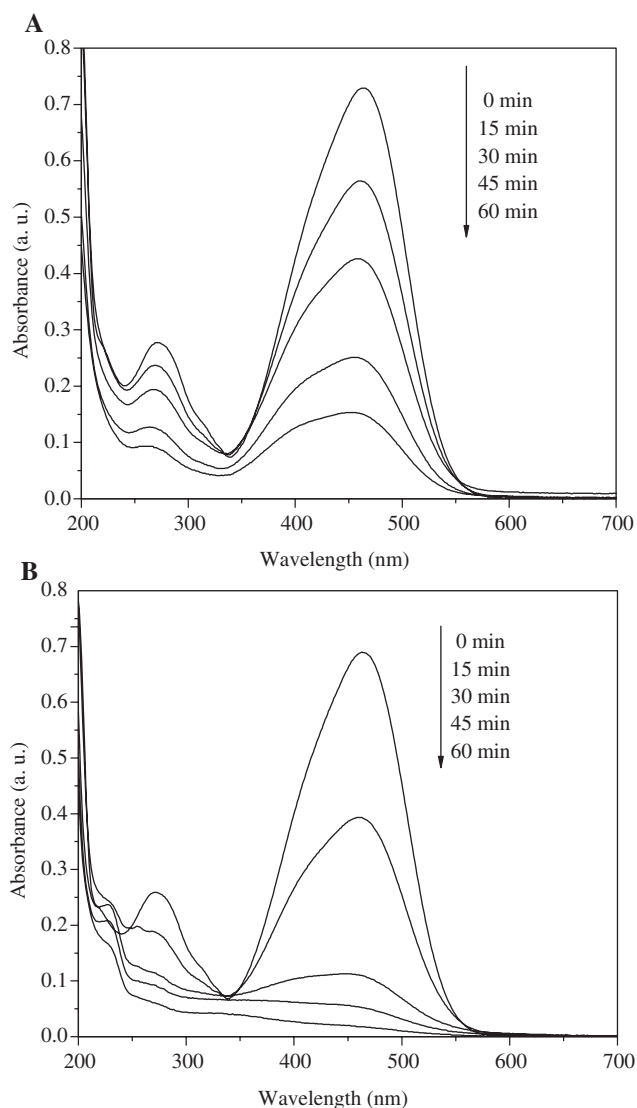 A
0.8
0.7
0.6
0.5
0.4
0.3
0.2
0.1
0.0
Absorbance (a. u.)
0 min
15 min
30 min
45 min
60 min
200 300 400 500 600 700
Wavelength (nm)
B
0.8
0.7
0.6
0.5
0.4
0.3
0.2
0.1
0.0
Absorbance (a. u.)
0 min
15 min
30 min
45 min
60 min
200 300 400 500 600 700
Wavelength (nm)